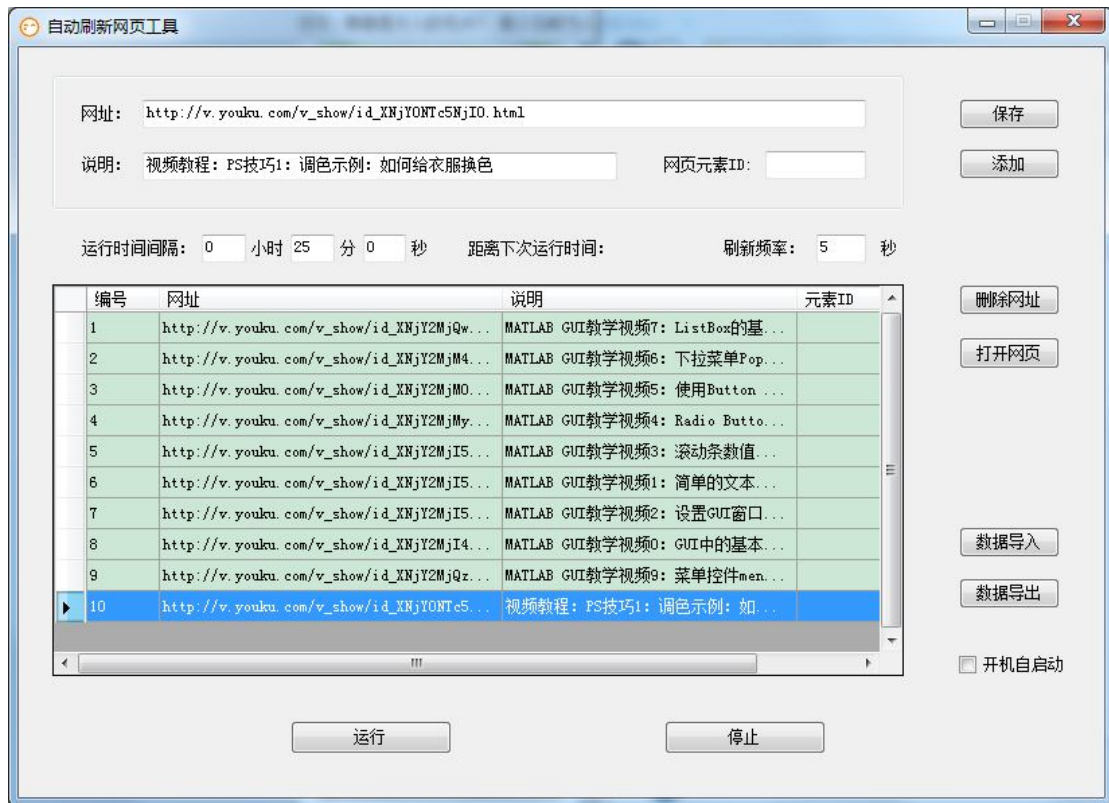 自动刷新网页工具
网址: http://v.youku.com/v_show/id_XNjY0NTc5NjI0.html 保存
说明: 视频教程: PS技巧1: 调色示例: 如何给衣服换色 网页元素ID: 添加
运行时间间隔: 0 小时 25 分 0 秒 距离下次运行时间: 刷新频率: 5 秒
编号 网址 说明 元素ID 删除网址
1 http://v.youku.com/v_show/id_XNjY2MjQw... MATLAB GUI教学视频7: ListBox的基...
2 http://v.youku.com/v_show/id_XNjY2MjM4... MATLAB GUI教学视频6: 下拉菜单Pop... 打开网页
3 http://v.youku.com/v_show/id_XNjY2MjM0... MATLAB GUI教学视频5: 使用Button ...
4 http://v.youku.com/v_show/id_XNjY2MjMy... MATLAB GUI教学视频4: Radio Butto...
5 http://v.youku.com/v_show/id_XNjY2MjI5... MATLAB GUI教学视频3: 滚动条数值...
6 http://v.youku.com/v_show/id_XNjY2MjI5... MATLAB GUI教学视频1: 简单的文本...
7 http://v.youku.com/v_show/id_XNjY2MjI5... MATLAB GUI教学视频2: 设置GUI窗口...
8 http://v.youku.com/v_show/id_XNjY2MjI4... MATLAB GUI教学视频0: GUI中的基本... 数据导入
9 http://v.youku.com/v_show/id_XNjY2MjQz... MATLAB GUI教学视频9: 菜单控件men...
10 http://v.youku.com/v_show/id_XNjY0NTc5... 视频教程: PS技巧1: 调色示例: 如... 数据导出
开机自启动
运行 停止